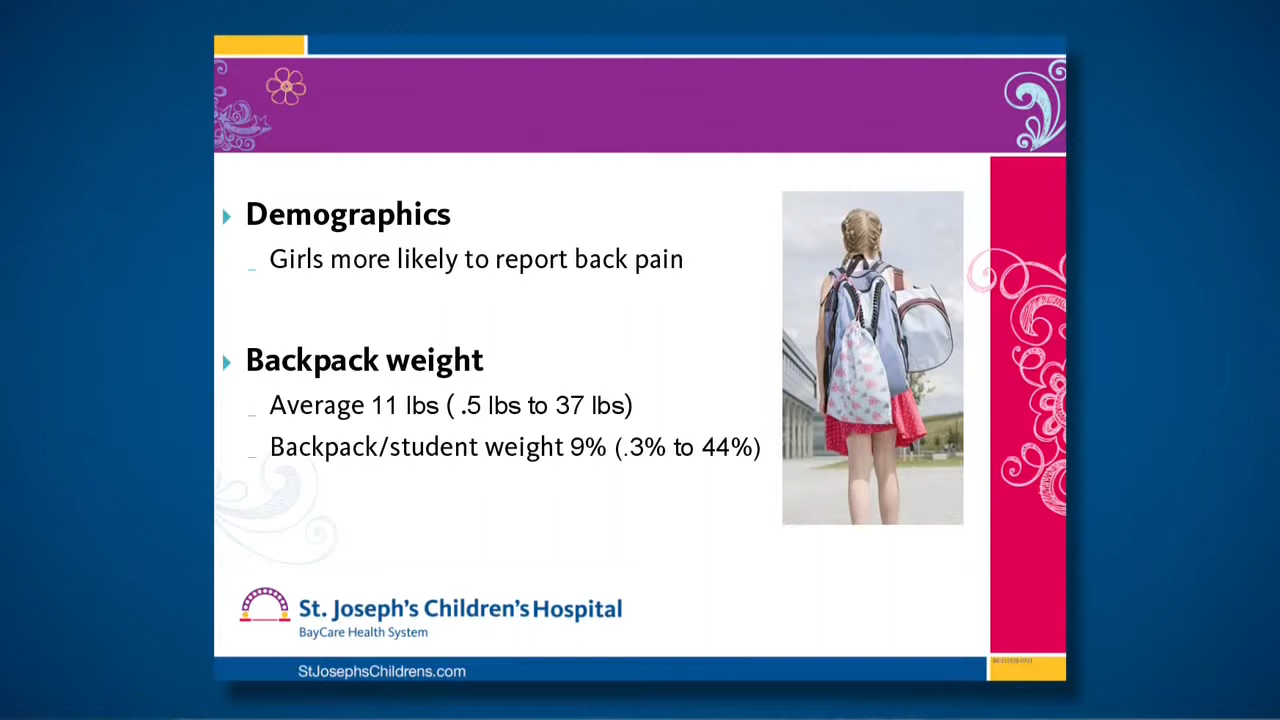 Demographics
Girls more likely to report back pain
Backpack weight
Average 11 lbs ( .5 lbs to 37 lbs)
Backpack/student weight 9% (.3% to 44%)
St. Joseph's Children's Hospital
BayCare Health System
StJosephsChildrens.com